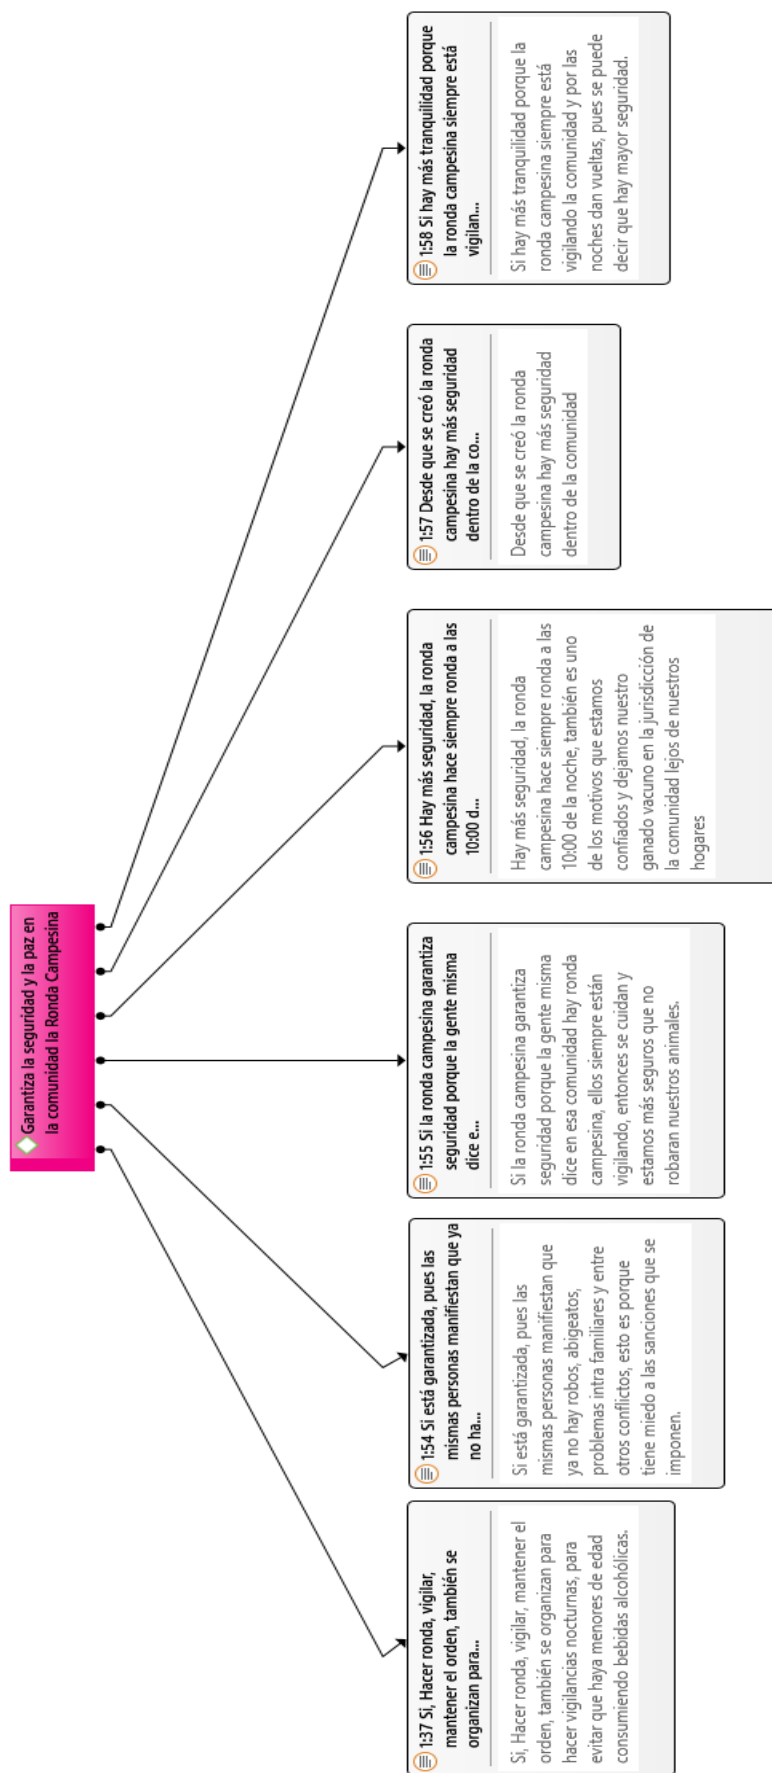 Garantiza la seguridad y la paz en
la comunidad la Ronda Campesina
1:37 Si, Hacer ronda, vigilar,
mantener el orden, también se
organizan para...
Si, Hacer ronda, vigilar, mantener el
orden, también se organizan para
hacer vigilancias nocturnas, para
evitar que haya menores de edad
consumiendo bebidas alcohólicas.
1:54 Si está garantizada, pues las
mismas personas manifiestan que ya
no ha...
Si está garantizada, pues las
mismas personas manifiestan que
ya no hay robos, abigeatos,
problemas intra familiares y entre
otros conflictos, esto es porque
tiene miedo a las sanciones que se
imponen.
1:55 Si la ronda campesina garantiza
seguridad porque la gente misma
dice e...
Si la ronda campesina garantiza
seguridad porque la gente misma
dice en esa comunidad hay ronda
campesina, ellos siempre están
vigilando, entonces se cuidan y
estamos más seguros que no
robaran nuestros animales.
1:56 Hay más seguridad, la ronda
campesina hace siempre ronda a las
10:00 d...
Hay más seguridad, la ronda
campesina hace siempre ronda a las
10:00 de la noche, también es uno
de los motivos que estamos
confiados y dejamos nuestro
ganado vacuno en la jurisdicción de
la comunidad lejos de nuestros
hogares
1:57 Desde que se creó la ronda
campesina hay más seguridad
dentro de la co...
Desde que se creó la ronda
campesina hay más seguridad
dentro de la comunidad
1:58 Si hay más tranquilidad porque
la ronda campesina siempre está
vigilan...
Si hay más tranquilidad porque la
ronda campesina siempre está
vigilando la comunidad y por las
noches dan vueltas, pues se puede
decir que hay mayor seguridad.